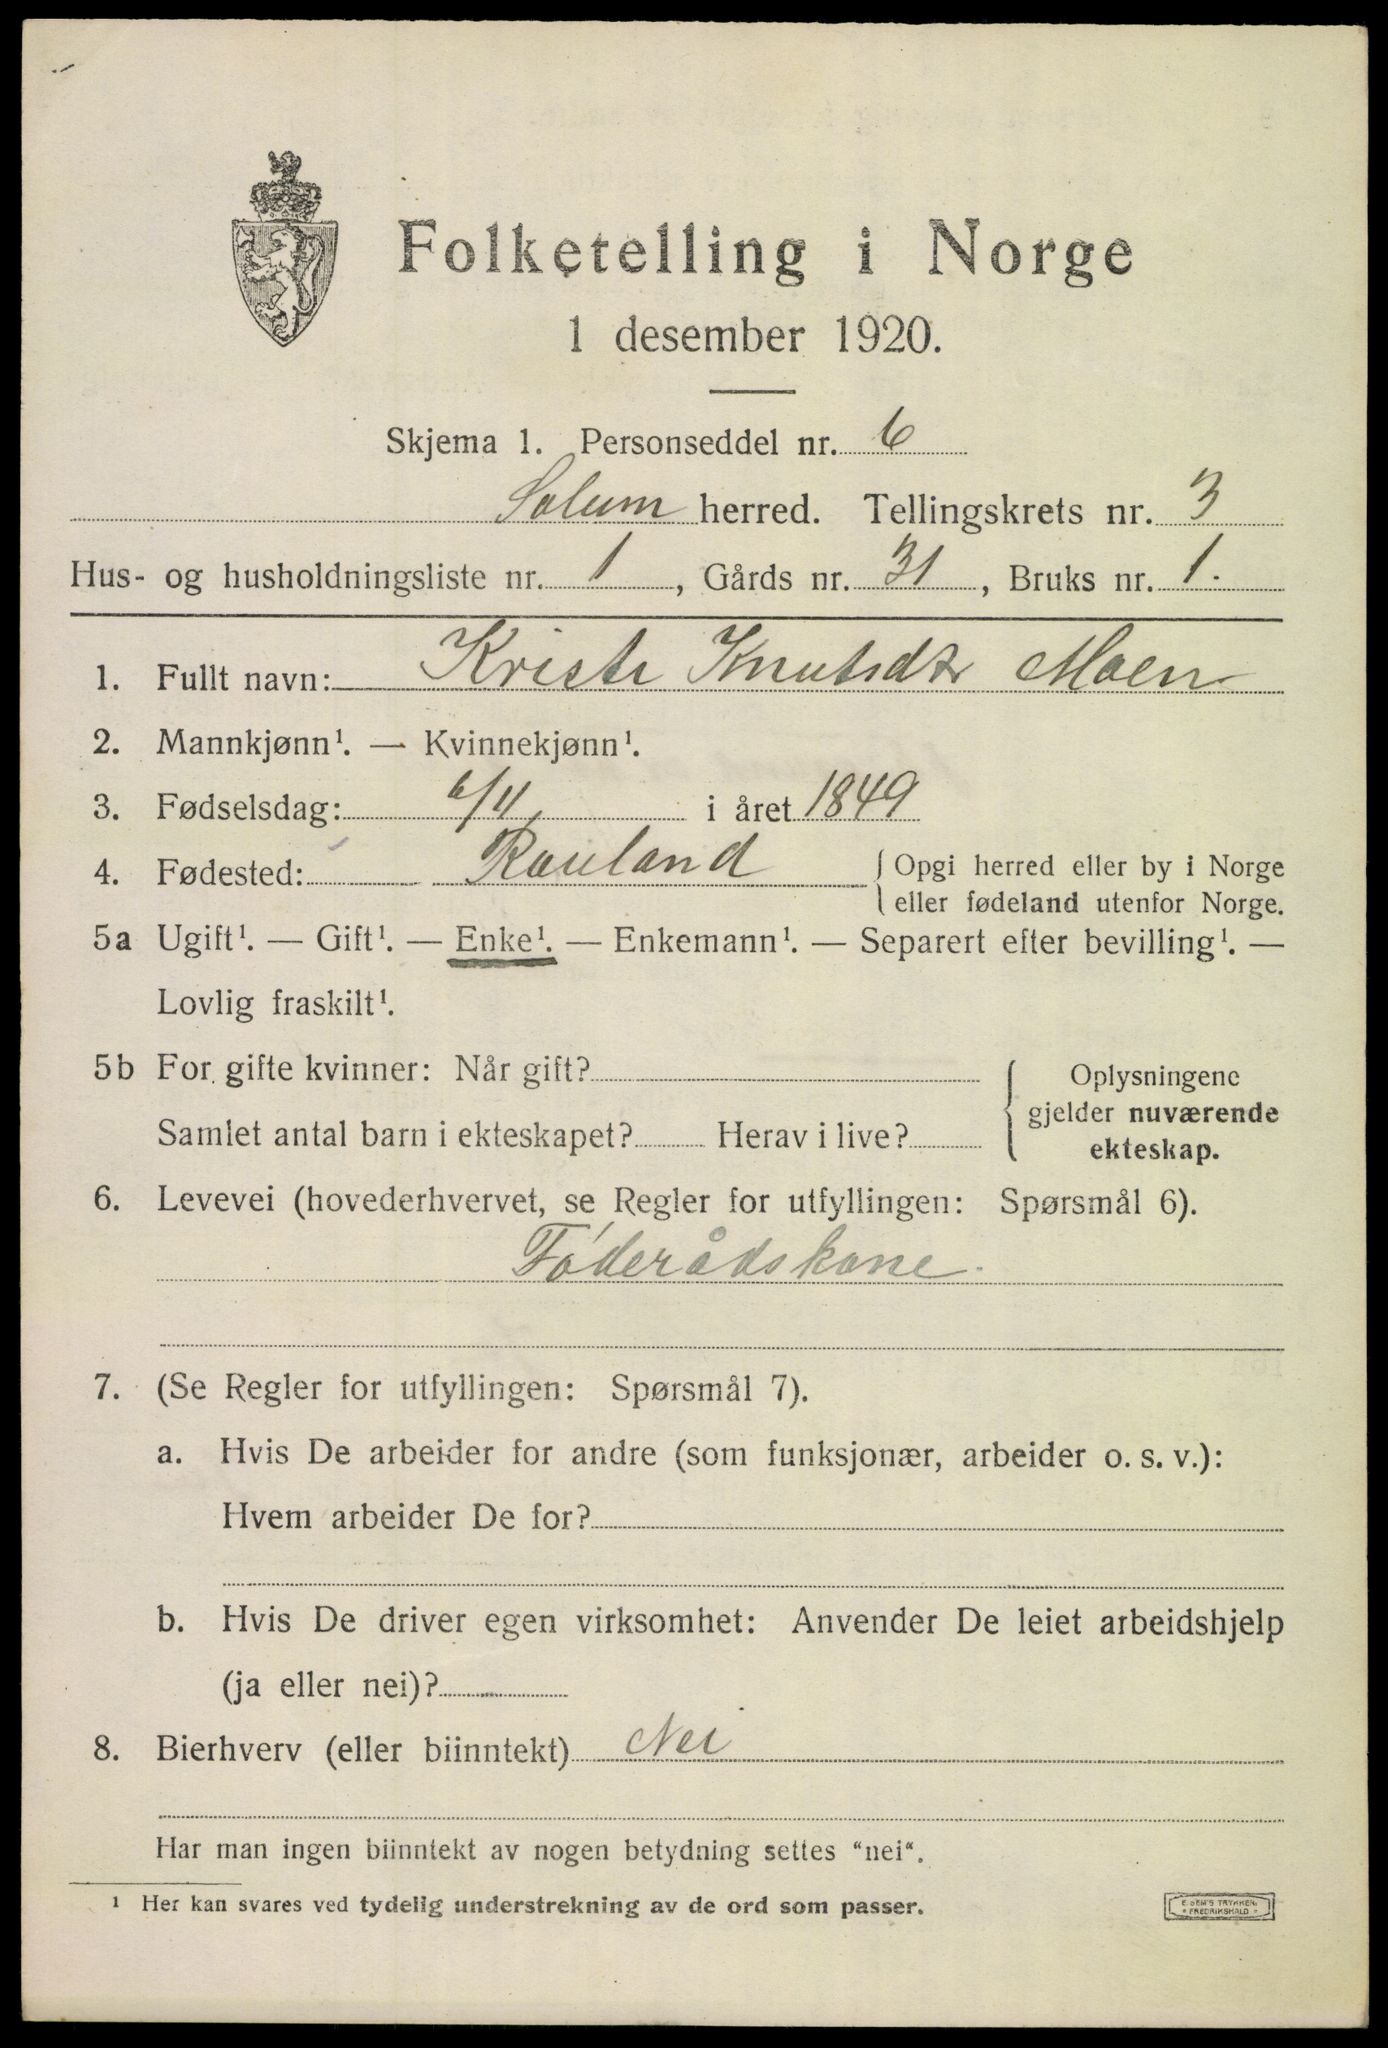 Folketelling i Norge
1 desember 1920.
Skjema 1. Personseddel nr. 6
Solum herred. Tellingskrets nr. 3
Hus- og husholdningsliste nr. 1, Gårds nr. 31, Bruks nr. 1.
1. Fullt navn: Kristi Knutsdtr Moen
2. Mannkjønn¹. — Kvinnekjønn¹.
3. Fødselsdag: 6/4 i året 1849
4. Fødested: Rauland { Opgi herred eller by i Norge
eller fødeland utenfor Norge.
5a Ugift¹. — Gift¹. — Enke¹. — Enkemann¹. — Separert efter bevilling¹. —
Lovlig fraskilt¹.
5b For gifte kvinner: Når gift?
Samlet antal barn i ekteskapet? Herav i live?
Oplysningene
gjelder nuværende
ekteskap.
6. Levevei (hovederhvervet, se Regler for utfyllingen: Spørsmål 6).
Föderådskone.
7. (Se Regler for utfyllingen: Spørsmål 7).
a. Hvis De arbeider for andre (som funksjonær, arbeider o. s. v.):
Hvem arbeider De for?
b. Hvis De driver egen virksomhet: Anvender De leiet arbeidshjelp
(ja eller nei)?
8. Bierhverv (eller biinntekt) Nei
Har man ingen biinntekt av nogen betydning settes "nei".
¹ Her kan svares ved tydelig understrekning av de ord som passer.
E. SEM'S TRYKKERI
FREDRIKSHALD